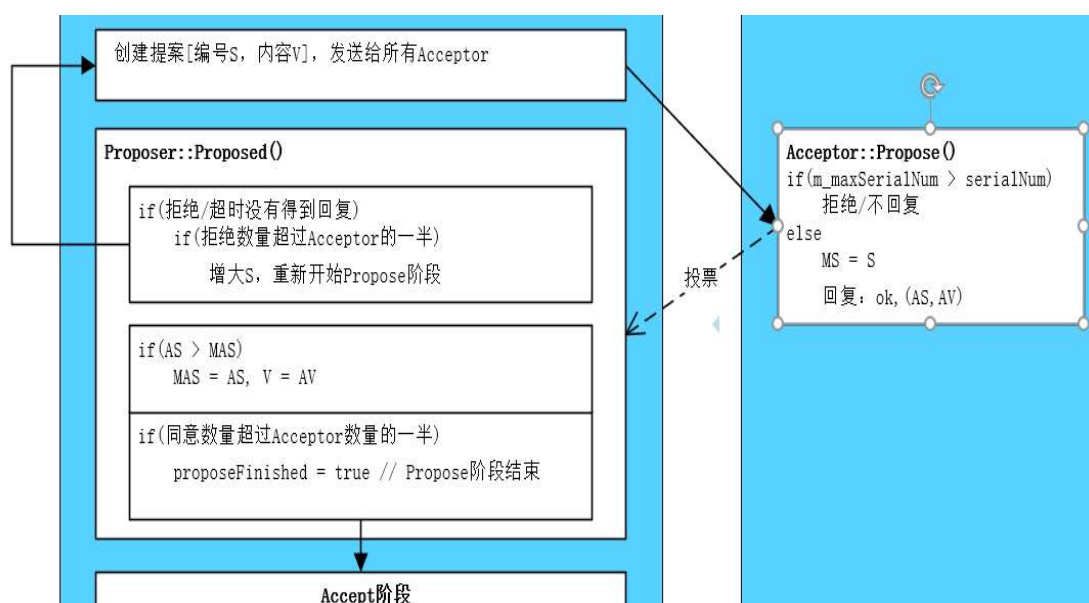 创建提案[编号S，内容V]，发送给所有Acceptor
Proposer::Proposed()
if(拒绝/超时没有得到回复)
if(拒绝数量超过Acceptor的一半)
增大S，重新开始Propose阶段
if(AS > MAS)
MAS = AS, V = AV
if(同意数量超过Acceptor数量的一半)
proposeFinished = true // Propose阶段结束
Accept阶段
投票
Acceptor::Propose()
if(m_maxSerialNum > serialNum)
拒绝/不回复
else
MS = S
回复：ok,(AS,AV)